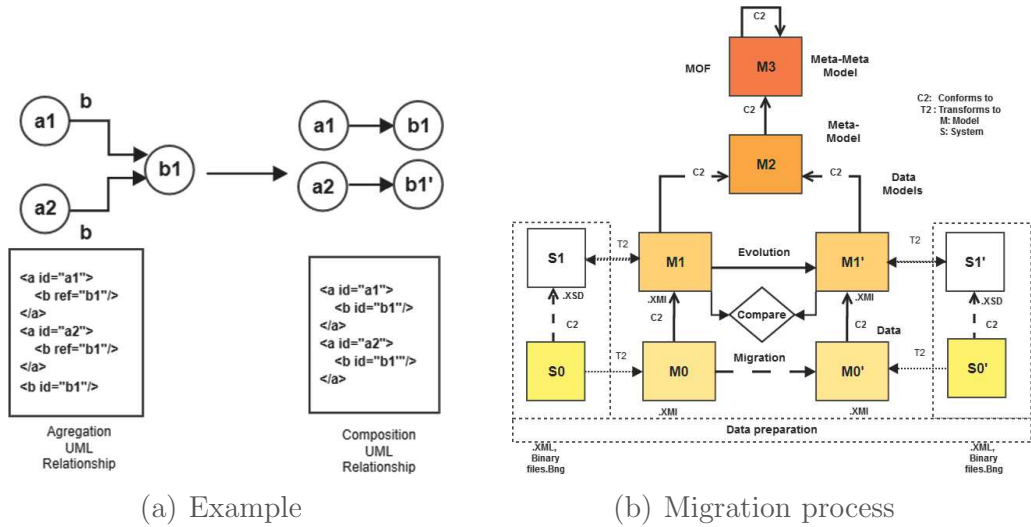 b
a1
b1
a2
b
a1
b1
a2
b1'
<a id="a1">
<b ref="b1"/>
</a>
<a id="a2">
<b ref="b1"/>
</a>
<b id="b1"/>
<a id="a1">
<b id="b1"/>
</a>
<a id="a2">
<b id="b1'"/>
</a>
Agregation
UML
Relationship
Composition
UML
Relationship
(a) Example
C2
MOF
M3
Meta-Meta
Model
C2
C2: Conforms to
T2 : Transforms to
M: Model
S: System
Meta-
Model
M2
C2
C2
Data
Models
S1
T2
M1
Evolution
M1'
T2
S1'
.XSD
.XMI
.XMI
.XSD
Compare
C2
C2
C2
Data
C2
S0
T2
M0
Migration
M0'
T2
S0'
.XMI
.XMI
Data preparation
.XML,
Binary
files.Bng
.XML,
Binary
files.Bng
(b) Migration process